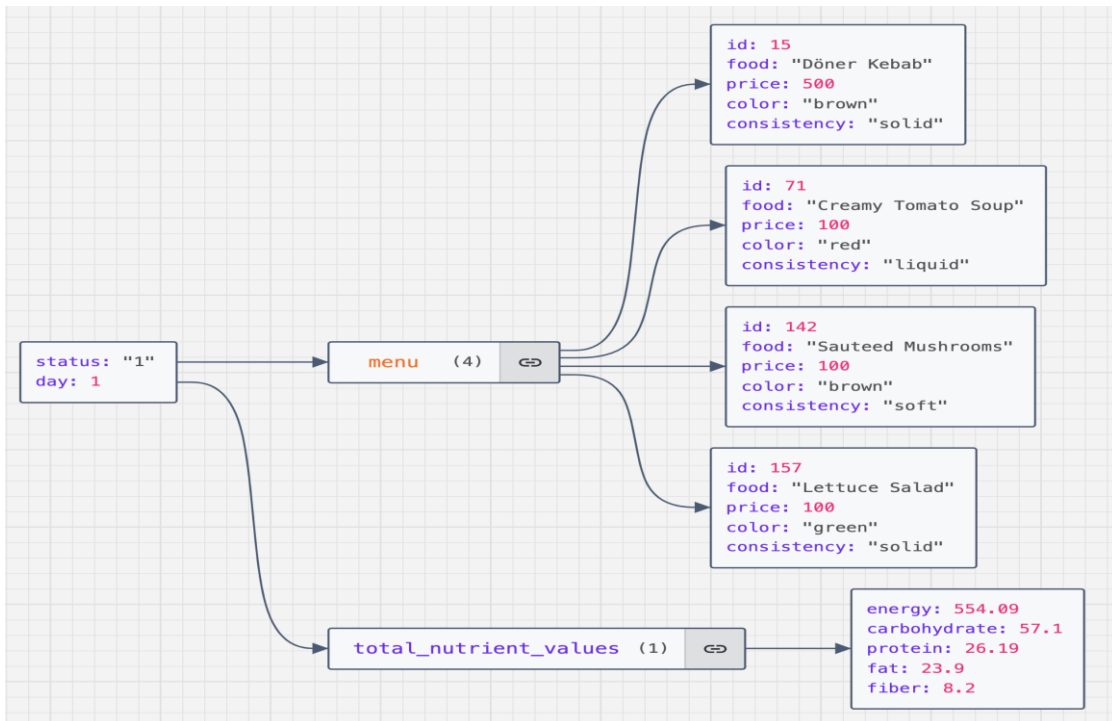 id: 15
food: "Döner Kebab"
price: 500
color: "brown"
consistency: "solid"
id: 71
food: "Creamy Tomato Soup"
price: 100
color: "red"
consistency: "liquid"
status: "1"
day: 1
menu (4)
id: 142
food: "Sauteed Mushrooms"
price: 100
color: "brown"
consistency: "soft"
id: 157
food: "Lettuce Salad"
price: 100
color: "green"
consistency: "solid"
total_nutrient_values (1)
energy: 554.09
carbohydrate: 57.1
protein: 26.19
fat: 23.9
fiber: 8.2